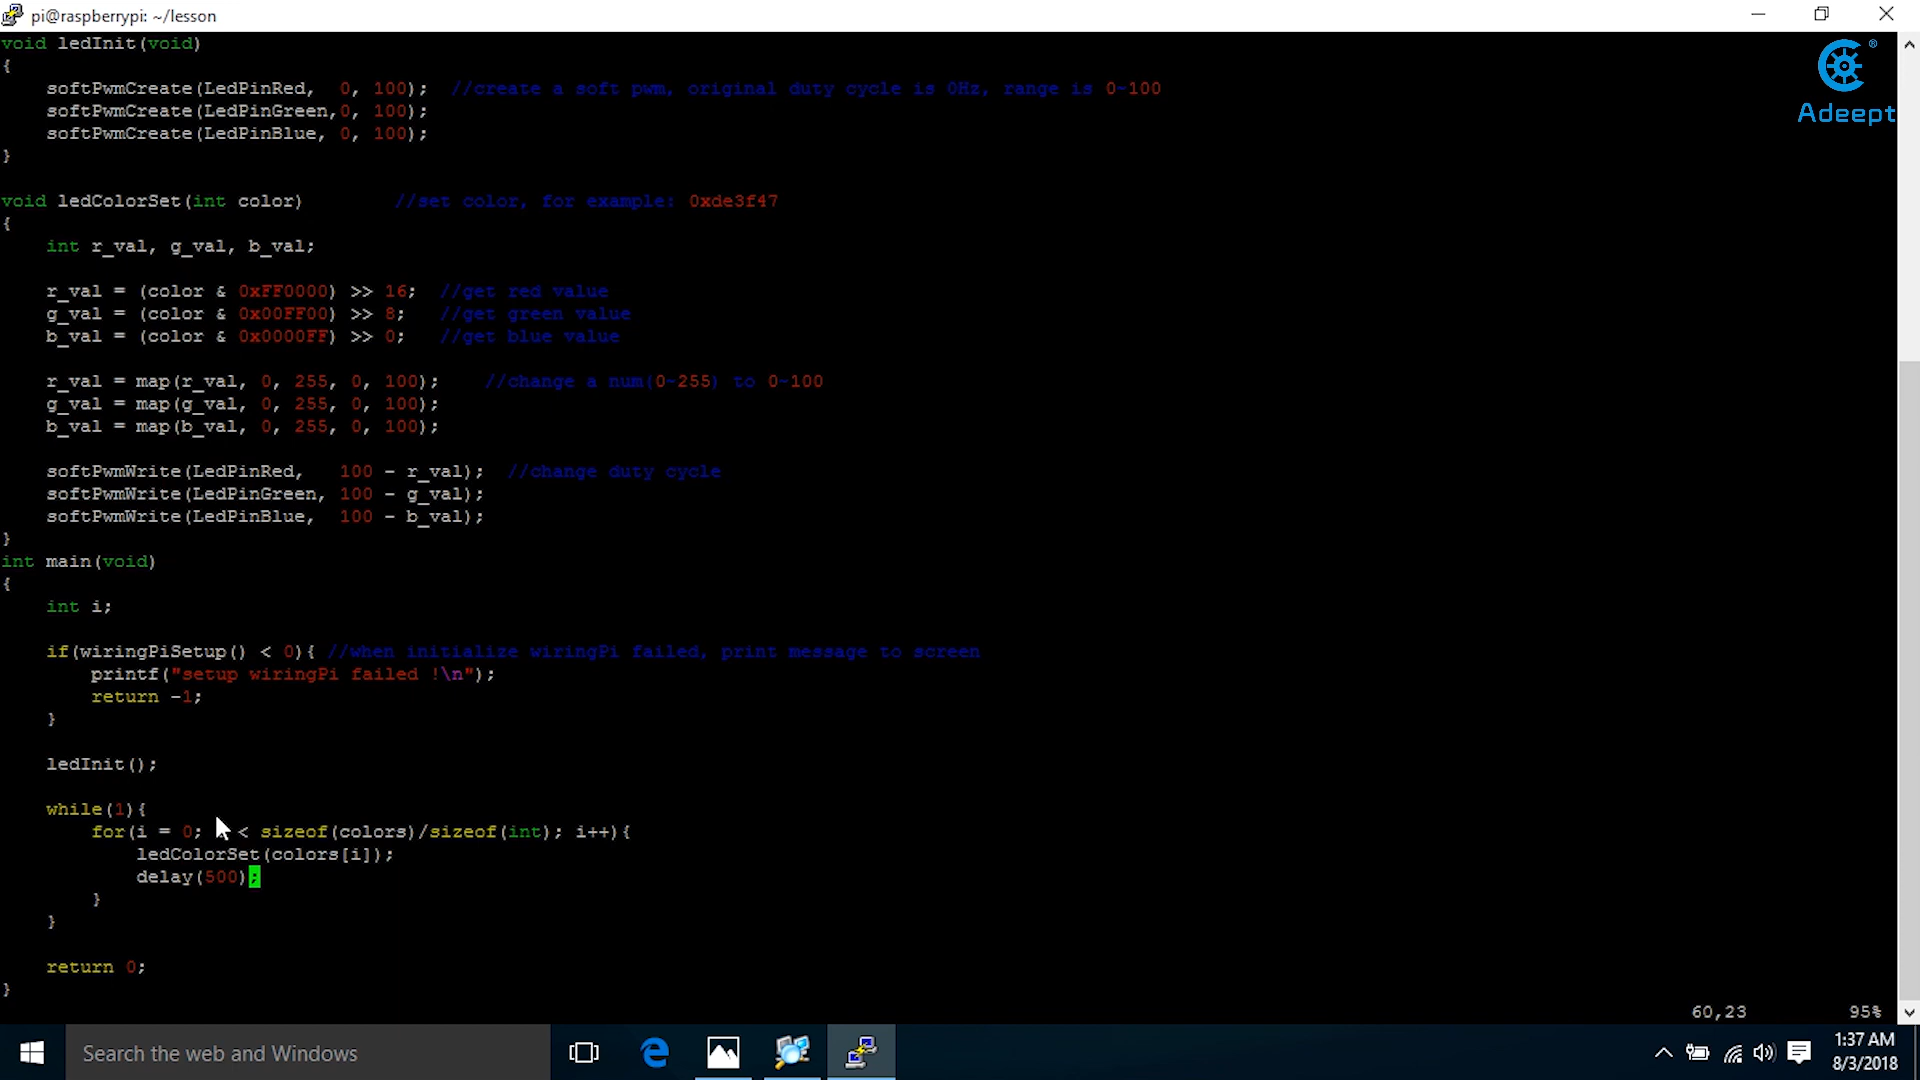 pi@raspberrypi: ~/lesson
void ledInit(void)
{
    softPwmCreate(LedPinRed,  0, 100);  //create a soft pwm, original duty cycle is 0Hz, range is 0~100
    softPwmCreate(LedPinGreen,0, 100);
    softPwmCreate(LedPinBlue, 0, 100);
}
void ledColorSet(int color)        //set color, for example: 0xde3f47
{
    int r_val, g_val, b_val;
    r_val = (color & 0xFF0000) >> 16;  //get red value
    g_val = (color & 0x00FF00) >> 8;   //get green value
    b_val = (color & 0x0000FF) >> 0;   //get blue value
    r_val = map(r_val, 0, 255, 0, 100);    //change a num(0~255) to 0~100
    g_val = map(g_val, 0, 255, 0, 100);
    b_val = map(b_val, 0, 255, 0, 100);
    softPwmWrite(LedPinRed,   100 - r_val);  //change duty cycle
    softPwmWrite(LedPinGreen, 100 - g_val);
    softPwmWrite(LedPinBlue,  100 - b_val);
}
int main(void)
{
    int i;
    if(wiringPiSetup() < 0){ //when initialize wiringPi failed, print message to screen
        printf("setup wiringPi failed !\n");
        return -1;
    }
    ledInit();
    while(1){
        for(i = 0; < sizeof(colors)/sizeof(int); i++){
            ledColorSet(colors[i]);
            delay(500);
        }
    }
    return 0;
}
60,23 95%
Adeept
Search the web and Windows
1:37 AM
8/3/2018